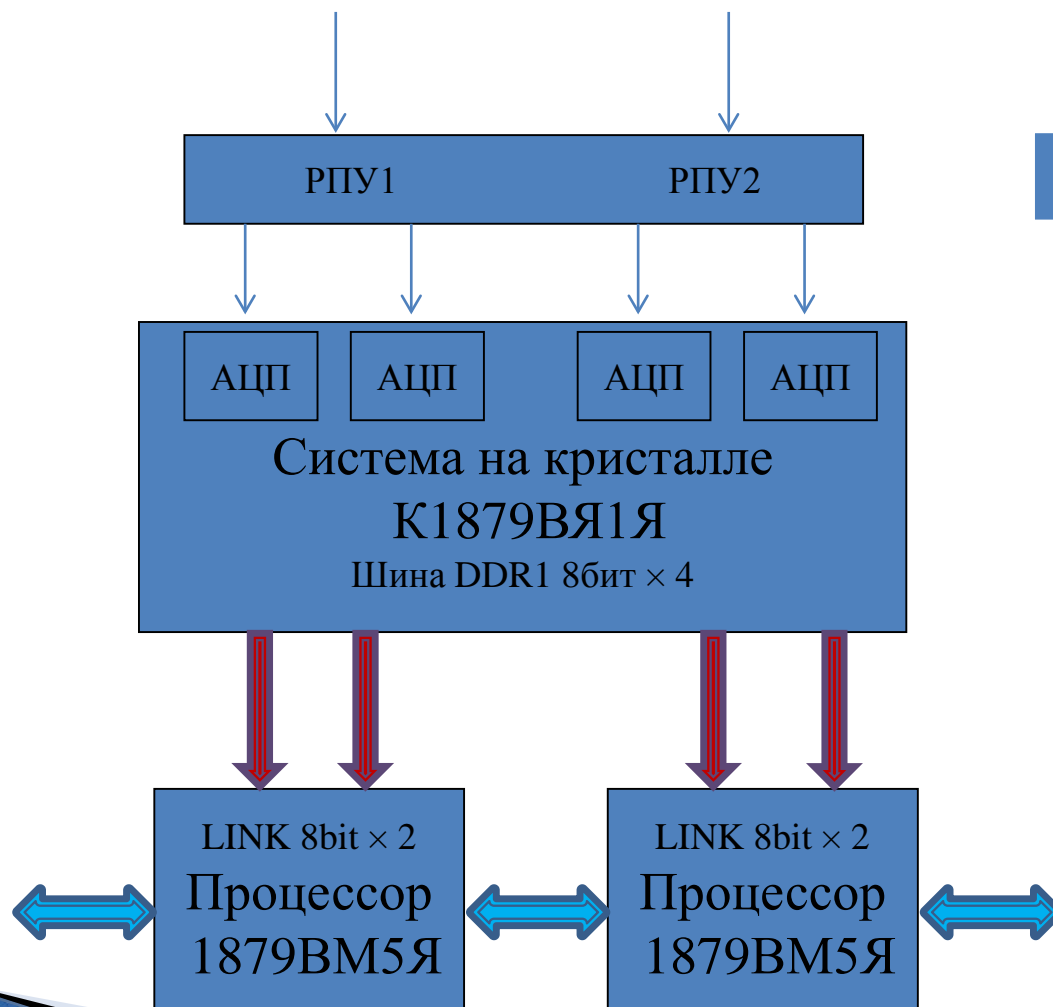 РПУ1 РПУ2
АЦП АЦП АЦП АЦП
Система на кристалле
К1879ВЯ1Я
Шина DDR1 8бит × 4
LINK 8bit × 2
Процессор
1879ВМ5Я
LINK 8bit × 2
Процессор
1879ВМ5Я